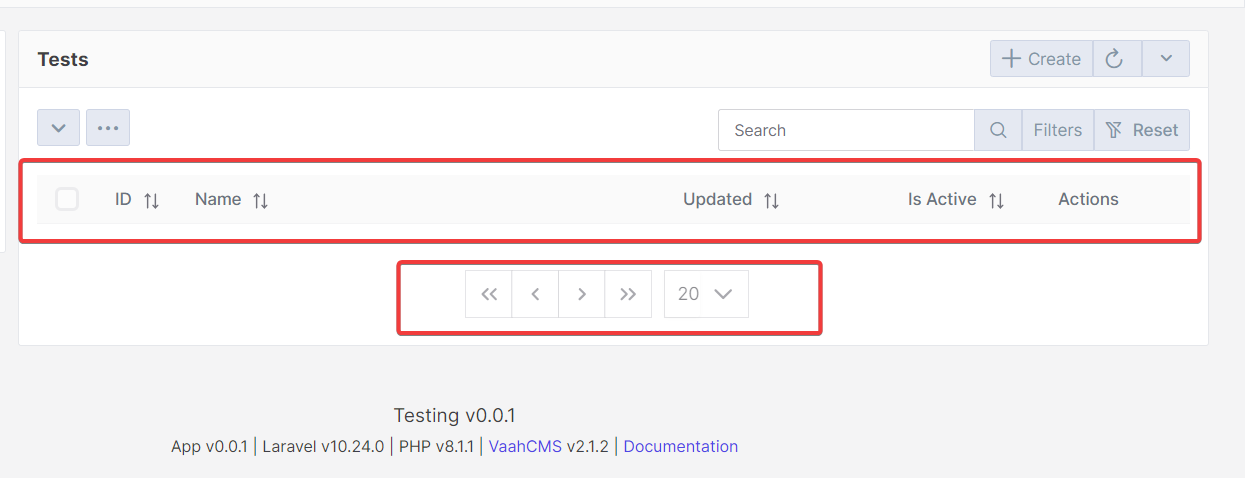 Tests
Create
Search
Filters
Reset
ID
Name
Updated
Is Active
Actions
20
Testing v0.0.1
App v0.0.1 | Laravel v10.24.0 | PHP v8.1.1 | VaahCMS v2.1.2 | Documentation